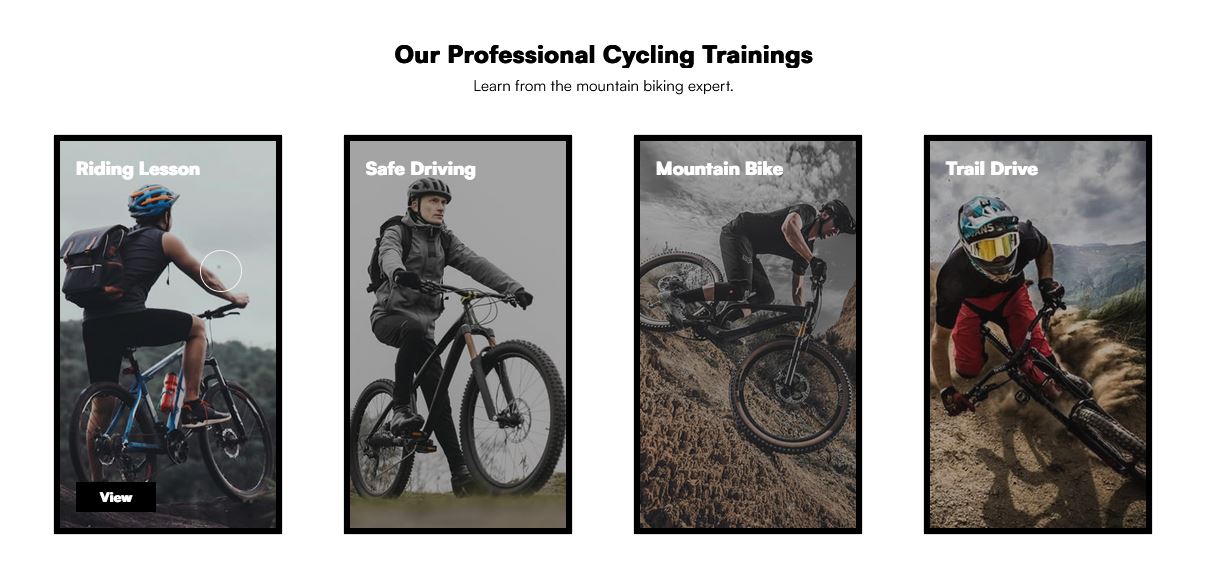 Our Professional Cycling Trainings
Learn from the mountain biking expert.
Riding Lesson
Safe Driving
Mountain Bike
Trail Drive
View